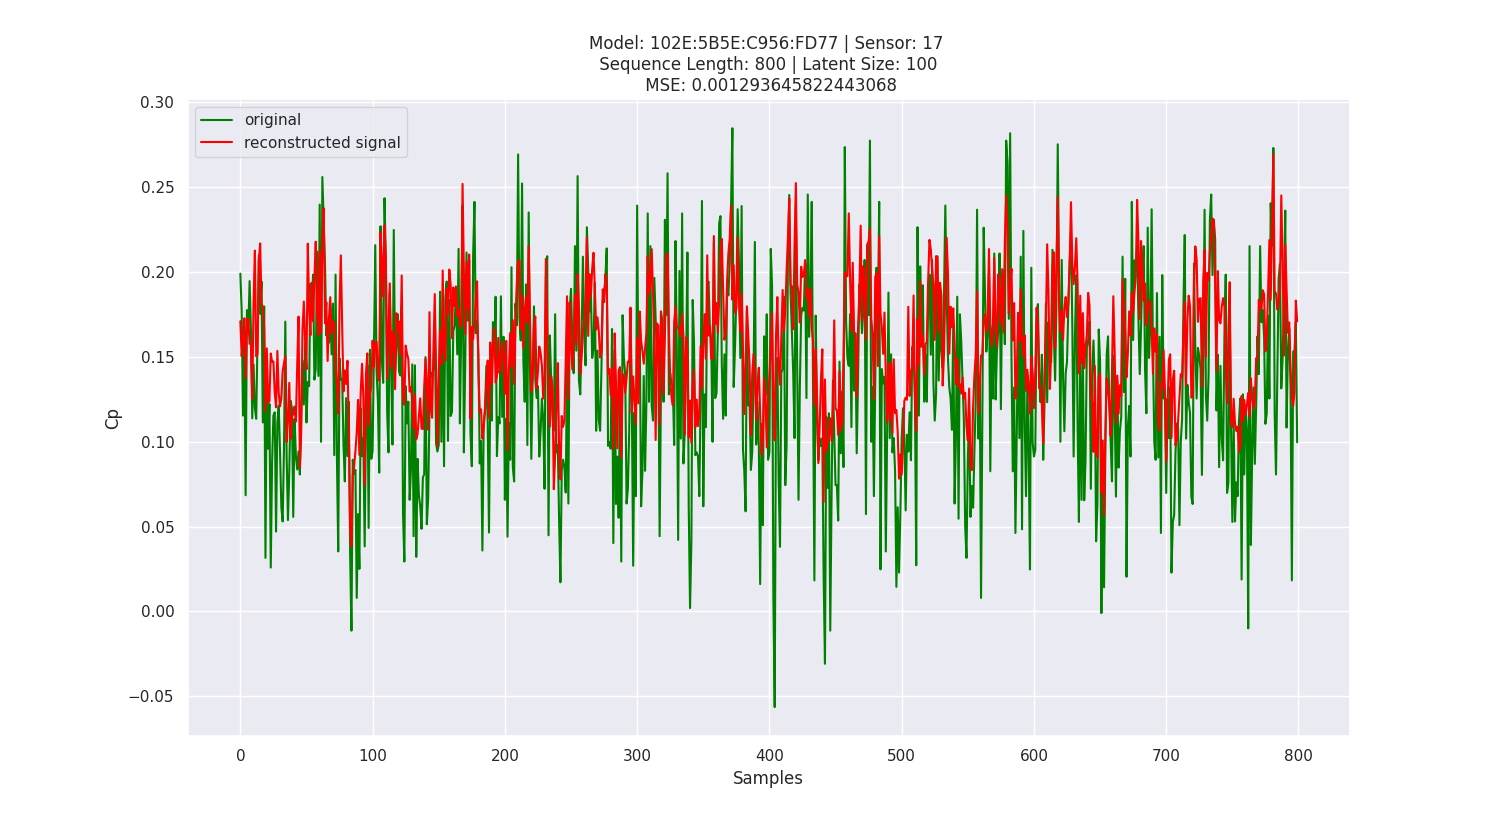 Model: 102E:5B5E:C956:FD77 | Sensor: 17
Sequence Length: 800 | Latent Size: 100
MSE: 0.001293645822443068
original
reconstructed signal
0.30
0.25
0.20
0.15
0.10
0.05
0.00
−0.05
Cp
0 100 200 300 400 500 600 700 800
Samples